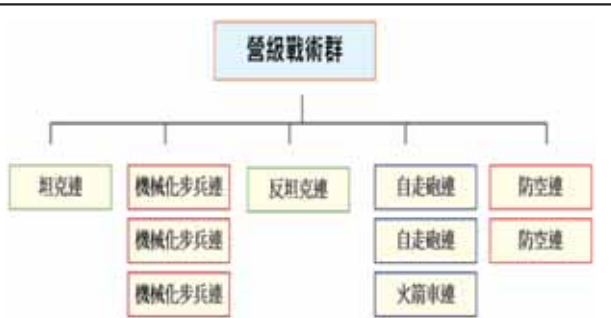 營級戰術群
坦克連 機械化步兵連 反坦克連 自走砲連 防空連
機械化步兵連 自走砲連 防空連
機械化步兵連 火箭車連